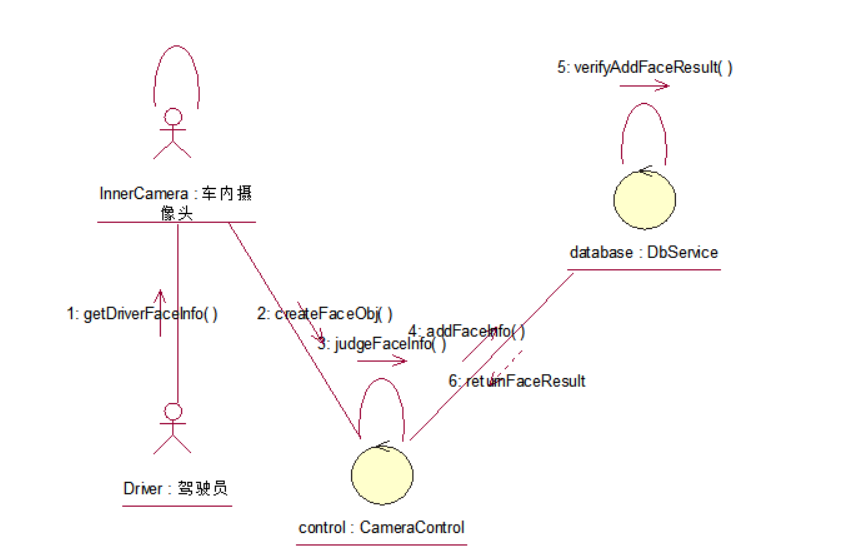 5: verifyAddFaceResult( )
InnerCamera : 车内摄
像头
database : DbService
1: getDriverFaceInfo( )
2: createFaceObj( )
3: judgeFaceInfo( )
4: addFaceInfo( )
6: returnFaceResult
Driver : 驾驶员
control : CameraControl